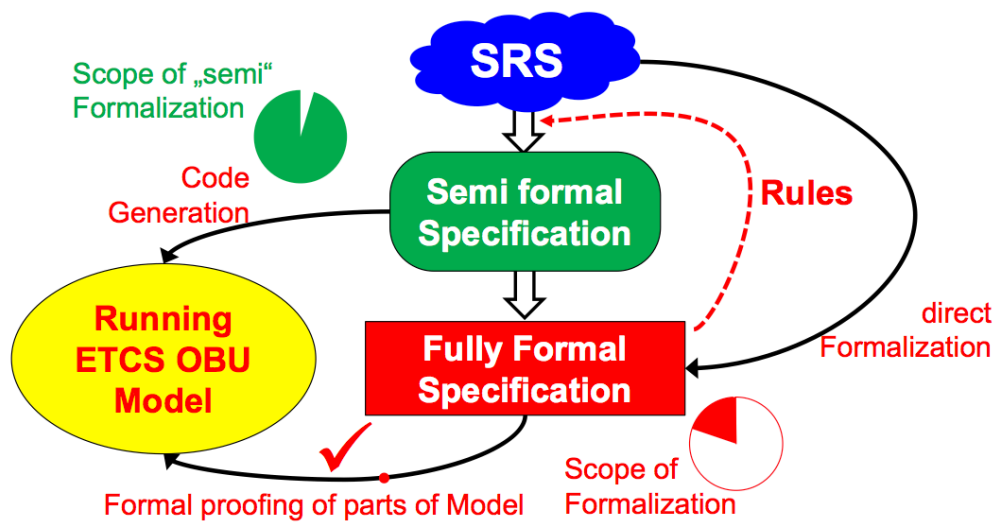 SRS
Scope of „semi“
Formalization
Code
Generation
Semi formal
Specification
Rules
Running
ETCS OBU
Model
Fully Formal
Specification
direct
Formalization
Scope of
Formalization
Formal proofing of parts of Model